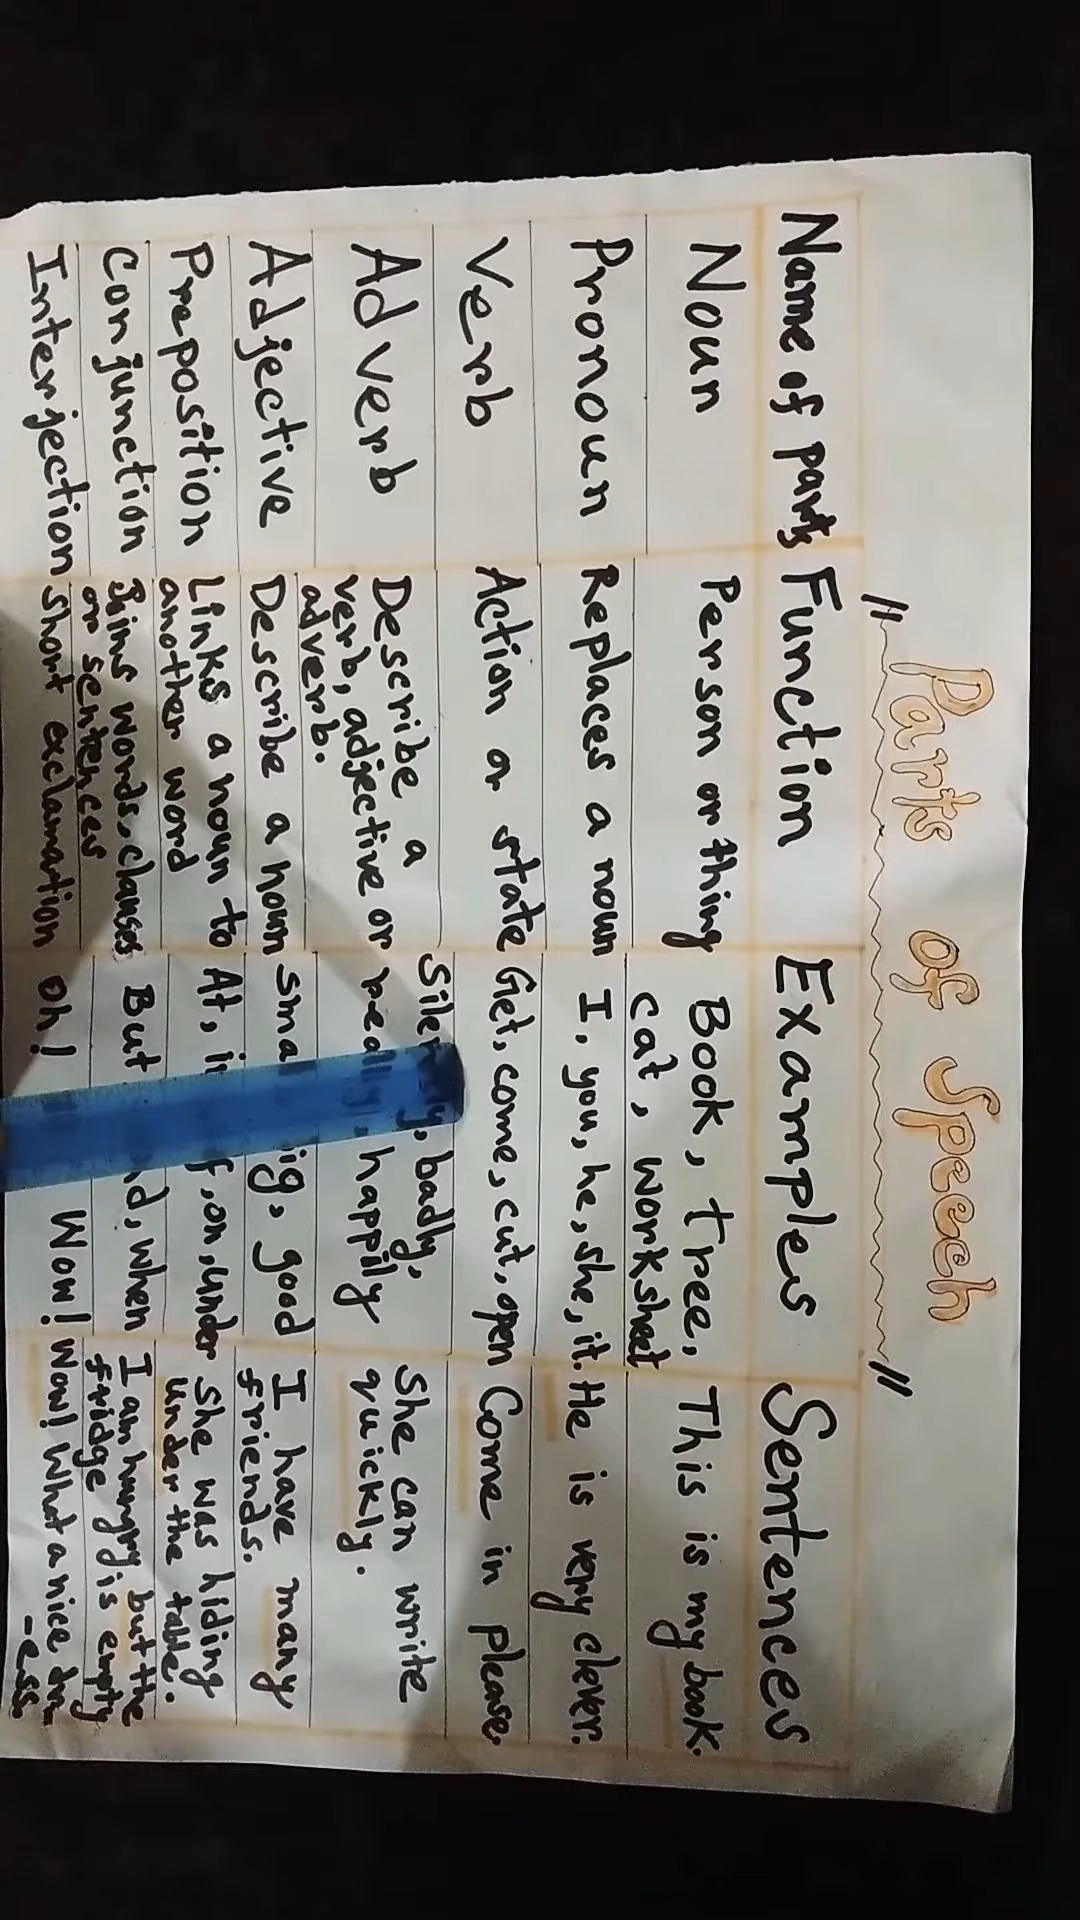 "Parts of Speech"
Name of parts Function Examples Sentences
Noun Person or thing Book, tree, This is my book.
cat, worksheet
Pronoun Replaces a noun I, you, he, she, it. He is very clever.
Verb Action or state Get, come, cut, open Come in please.
Adverb Describe a badly, She can write
verb, adjective or happily quickly.
adverb.
Adjective Describe a noun good I have many
friends.
Preposition Links a noun to At, on, under She was hiding
another word under the table.
Conjunction Joins words, clauses But when I am hungry but the
or sentences fridge is empty
Interjection short exclamation oh! Wow! Wow! What a nice dr
-ess.